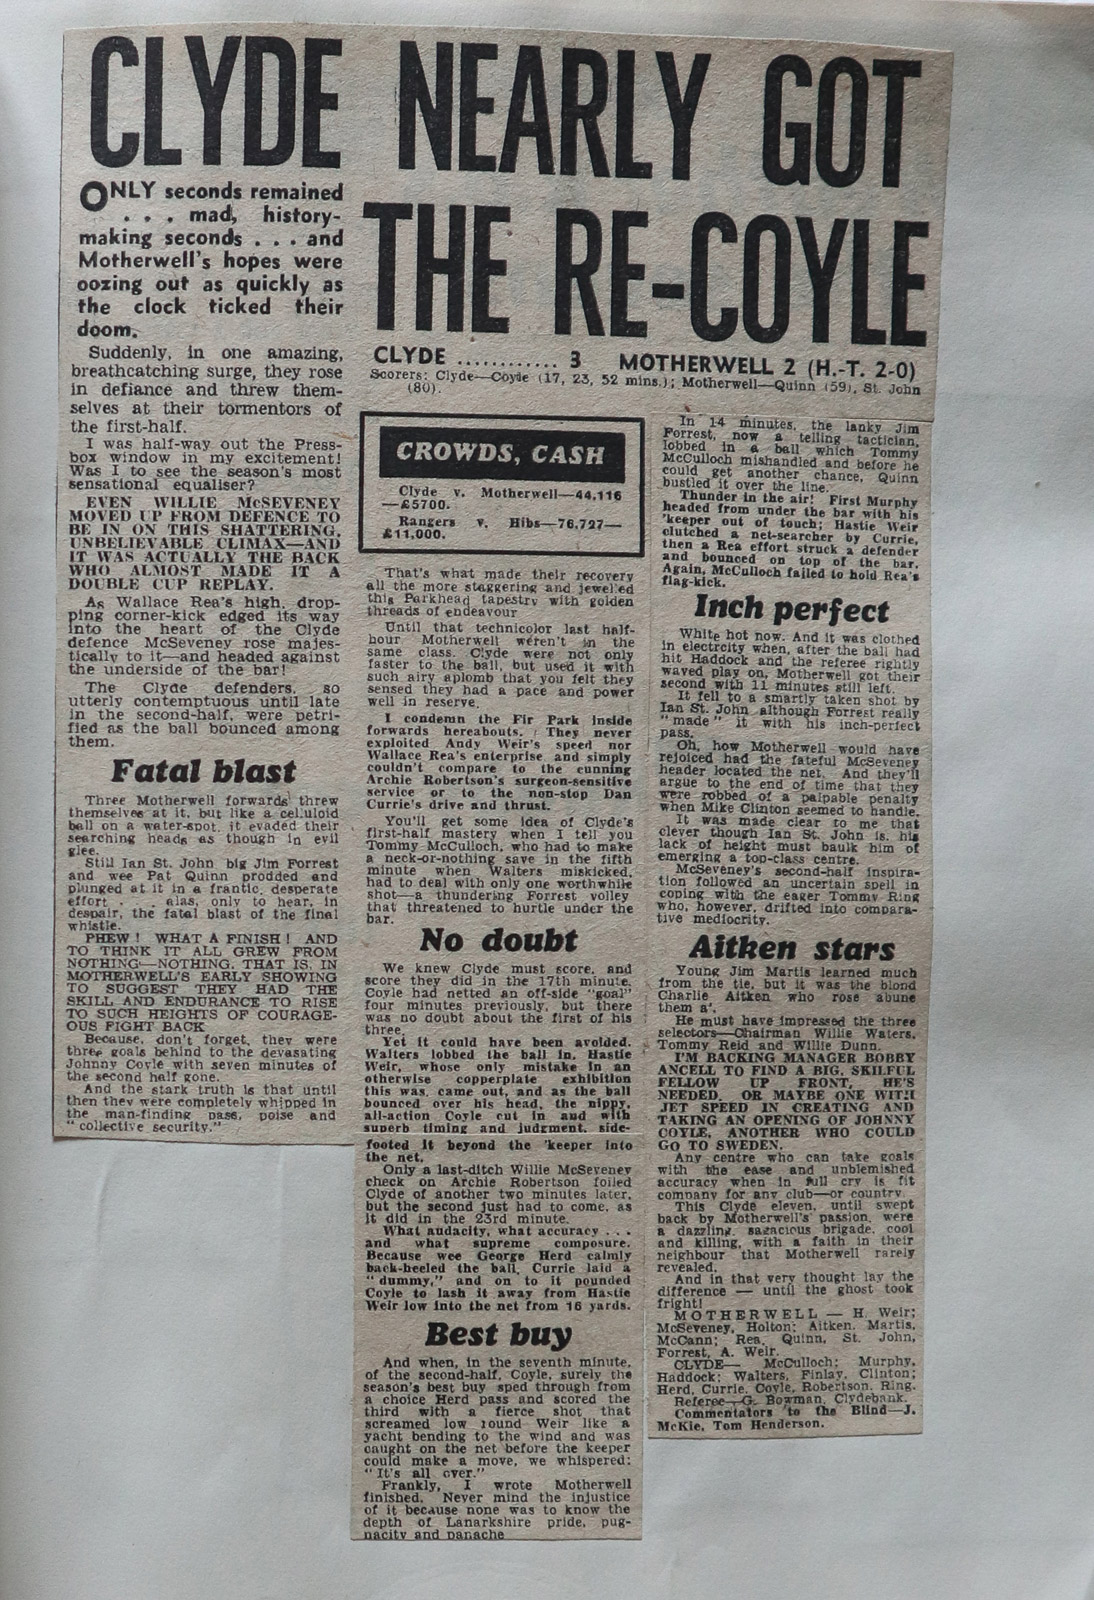 CLYDE NEARLY GOT
THE RE-COYLE
CLYDE ............ 3 MOTHERWELL 2 (H.-T. 2-0)
Scorers: Clyde—Coyle (17, 23, 52 mins.); Motherwell—Quinn (59), St. John
(80).
ONLY seconds remained
. . . mad, history-
making seconds . . . and
Motherwell's hopes were
oozing out as quickly as
the clock ticked their
doom.
Suddenly, in one amazing,
breathcatching surge, they rose
in defiance and threw them-
selves at their tormentors of
the first-half.
I was half-way out the Press-
box window in my excitement!
Was I to see the season's most
sensational equaliser?
EVEN WILLIE McSEVENEY
MOVED UP FROM DEFENCE TO
BE IN ON THIS SHATTERING,
UNBELIEVABLE CLIMAX—AND
IT WAS ACTUALLY THE BACK
WHO ALMOST MADE IT A
DOUBLE CUP REPLAY.
As Wallace Rea's high, drop-
ping corner-kick edged its way
into the heart of the Clyde
defence McSeveney rose majes-
tically to it—and headed against
the underside of the bar!
The Clyde defenders, so
utterly contemptuous until late
in the second-half, were petri-
fied as the ball bounced among
them.
Fatal blast
Three Motherwell forwards threw
themselves at it, but like a celluloid
ball on a water-spot, it evaded their
searching heads as though in evil
glee.
Still Ian St. John, big Jim Forrest
and wee Pat Quinn prodded and
plunged at it in a frantic, desperate
effort . . . alas, only to hear, in
despair, the fatal blast of the final
whistle.
PHEW! WHAT A FINISH! AND
TO THINK IT ALL GREW FROM
NOTHING—NOTHING, THAT IS, IN
MOTHERWELL'S EARLY SHOWING
TO SUGGEST THEY HAD THE
SKILL AND ENDURANCE TO RISE
TO SUCH HEIGHTS OF COURAGE-
OUS FIGHT BACK
Because, don't forget, they were
three goals behind to the devasating
Johnny Coyle with seven minutes of
the second half gone.
And the stark truth is that until
then they were completely whipped in
the man-finding pass, poise and
"collective security."
CROWDS, CASH
Clyde v. Motherwell—44,116
—£5700.
Rangers v. Hibs—76,727—
£11,000.
That's what made their recovery
all the more staggering and jewelled
this Parkhead tapestry with golden
threads of endeavour
Until that technicolor last half-
hour Motherwell weren't in the
same class. Clyde were not only
faster to the ball, but used it with
such airy aplomb that you felt they
sensed they had a pace and power
well in reserve.
I condemn the Fir Park inside
forwards hereabouts. They never
exploited Andy Weir's speed nor
Wallace Rea's enterprise, and simply
couldn't compare to the cunning
Archie Robertson's surgeon-sensitive
service or to the non-stop Dan
Currie's drive and thrust.
You'll get some idea of Clyde's
first-half mastery when I tell you
Tommy McCulloch, who had to make
a neck-or-nothing save in the fifth
minute when Walters miskicked,
had to deal with only one worthwhile
shot—a thundering Forrest volley
that threatened to hurtle under the
bar.
No doubt
We knew Clyde must score, and
score they did in the 17th minute.
Coyle had netted an off-side "goal"
four minutes previously, but there
was no doubt about the first of his
three.
Yet it could have been avoided.
Walters lobbed the ball in, Hastie
Weir, whose only mistake in an
otherwise copperplate exhibition
this was, came out, and as the ball
bounced over his head, the nippy,
all-action Coyle cut in and with
superb timing and judgment, side-
footed it beyond the 'keeper into
the net.
Only a last-ditch Willie McSeveney
check on Archie Robertson foiled
Clyde of another two minutes later,
but the second just had to come, as
it did in the 23rd minute.
What audacity, what accuracy . . .
and what supreme composure.
Because wee George Herd calmly
back-heeled the ball, Currie laid a
"dummy," and on to it pounded
Coyle to lash it away from Hastie
Weir low into the net from 16 yards.
Best buy
And when, in the seventh minute,
of the second-half, Coyle, surely the
season's best buy sped through from
a choice Herd pass and scored the
third with a fierce shot that
screamed low round Weir like a
yacht bending to the wind and was
caught on the net before the keeper
could make a move, we whispered:
"It's all over."
Frankly, I wrote Motherwell
finished. Never mind the injustice
of it because none was to know the
depth of Lanarkshire pride, pug-
nacity and panache
In 14 minutes, the lanky Jim
Forrest, now a telling tactician,
lobbed in a ball which Tommy
McCulloch mishandled and before he
could get another chance, Quinn
bustled it over the line.
Thunder in the air! First Murphy
headed from under the bar with his
'keeper out of touch; Hastie Weir
clutched a net-searcher by Currie,
then a Rea effort struck a defender
and bounced on top of the bar.
Again, McCulloch failed to hold Rea's
flag-kick.
Inch perfect
White hot now. And it was clothed
in electrcity when, after the ball had
hit Haddock and the referee rightly
waved play on, Motherwell got their
second with 11 minutes still left.
It fell to a smartly taken shot by
Ian St. John although Forrest really
"made" it with his inch-perfect
pass.
Oh, how Motherwell would have
rejoiced had the fateful McSeveney
header located the net. And they'll
argue to the end of time that they
were robbed of a palpable penalty
when Mike Clinton seemed to handle.
It was made clear to me that
clever though Ian St. John is, his
lack of height must baulk him of
emerging a top-class centre.
McSeveney's second-half inspira-
tion followed an uncertain spell in
coping with the eager Tommy Ring
who, however, drifted into compara-
tive mediocrity.
Aitken stars
Young Jim Martis learned much
from the tie, but it was the blond
Charlie Aitken who rose abune
them a'.
He must have impressed the three
selectors—Chairman Willie Waters,
Tommy Reid and Willie Dunn.
I'M BACKING MANAGER BOBBY
ANCELL TO FIND A BIG, SKILFUL
FELLOW UP FRONT, HE'S
NEEDED. OR MAYBE ONE WITH
JET SPEED IN CREATING AND
TAKING AN OPENING OF JOHNNY
COYLE, ANOTHER WHO COULD
GO TO SWEDEN.
Any centre who can take goals
with the ease and unblemished
accuracy when in full cry is fit
company for any club—or country.
This Clyde eleven, until swept
back by Motherwell's passion, were
a dazzling, sagacious brigade, cool
and killing, with a faith in their
neighbour that Motherwell rarely
revealed.
And in that very thought lay the
difference — until the ghost took
fright!
MOTHERWELL — H. Weir;
McSeveney, Holton; Aitken, Martis,
McCann; Rea, Quinn, St. John,
Forrest, A. Weir.
CLYDE— McCulloch; Murphy,
Haddock; Walters, Finlay, Clinton;
Herd, Currie, Coyle, Robertson, Ring.
Referee—G. Bowman, Clydebank.
Commentators to the Blind—J.
McKie, Tom Henderson.